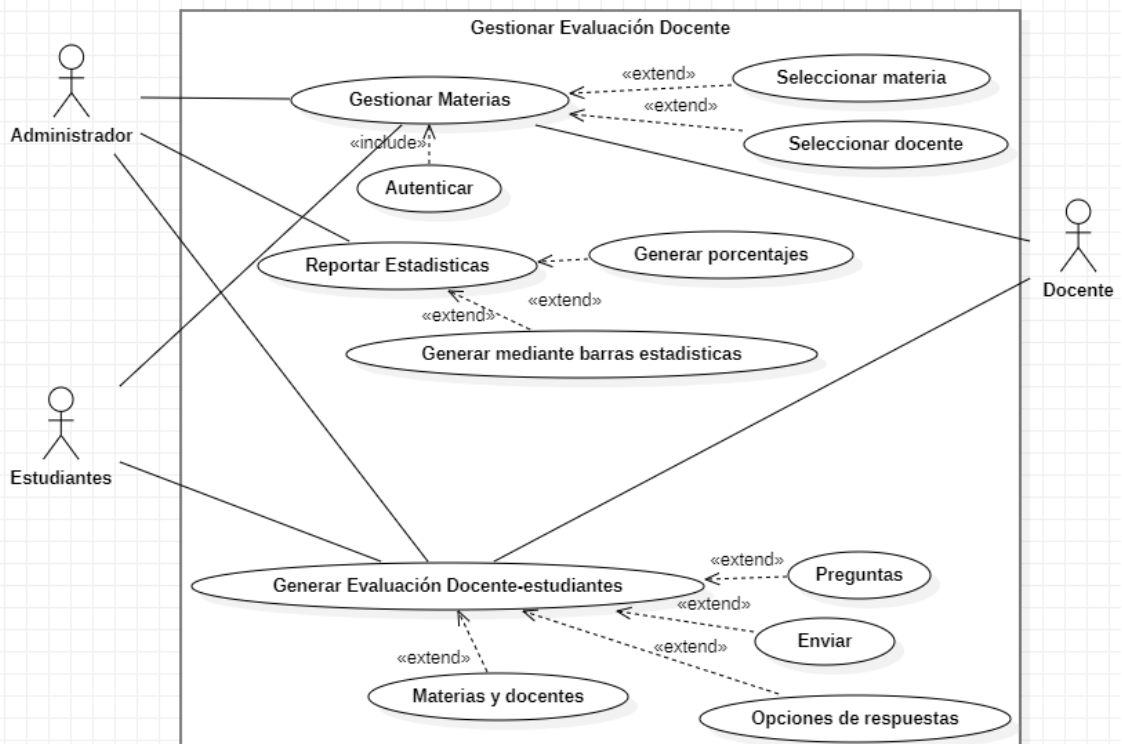 Gestionar Evaluación Docente
«extend»
Seleccionar materia
Gestionar Materias
«extend»
Administrador
«include»
Seleccionar docente
Autenticar
Generar porcentajes
Reportar Estadisticas
Docente
«extend»
«extend»
Generar mediante barras estadisticas
Estudiantes
«extend»
Preguntas
Generar Evaluación Docente-estudiantes
«extend»
Enviar
«extend»
«extend»
Materias y docentes
Opciones de respuestas